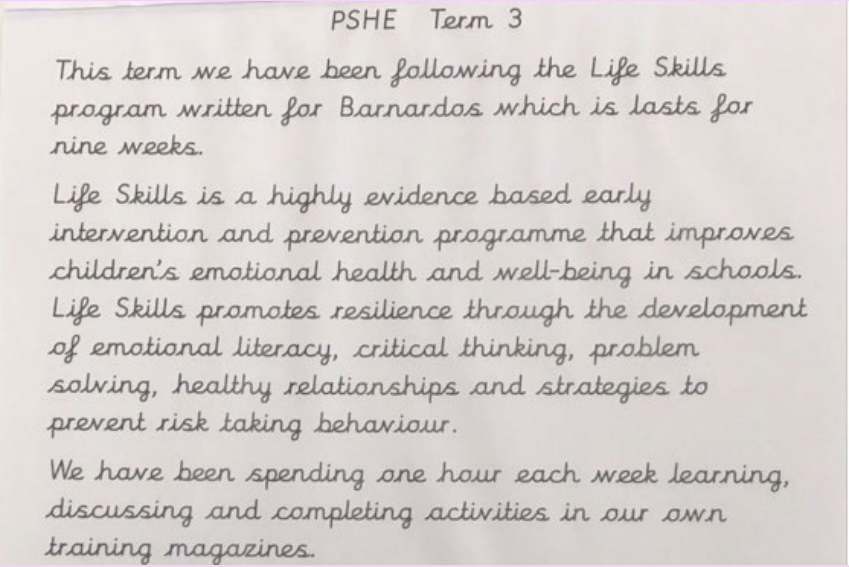 PSHE Term 3
This term we have been following the Life Skills
program written for Barnardos which is lasts for
nine weeks.
Life Skills is a highly evidence based early
intervention and prevention programme that improves
children's emotional health and well-being in schools.
Life Skills promotes resilience through the development
of emotional literacy, critical thinking, problem
solving, healthy relationships and strategies to
prevent risk taking behaviour.
We have been spending one hour each week learning,
discussing and completing activities in our own
training magazines.